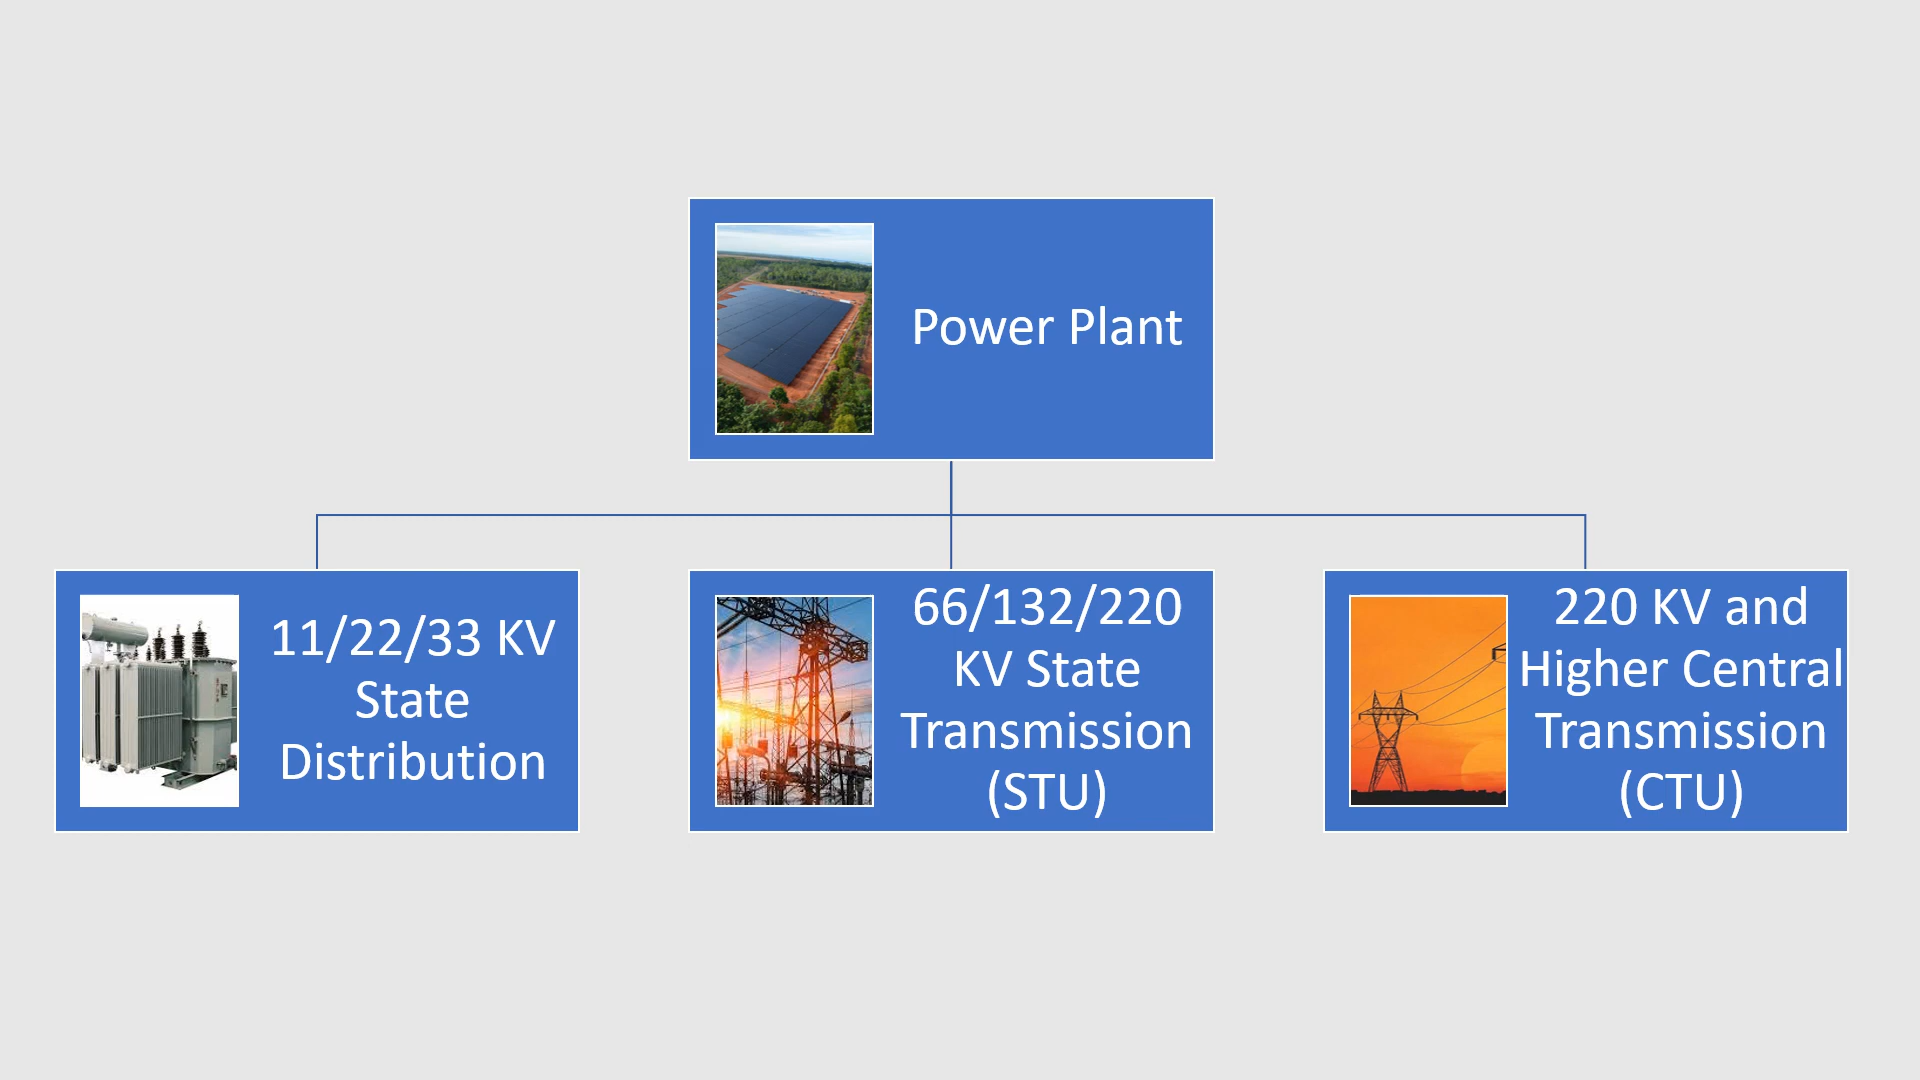 Power Plant
11/22/33 KV
State
Distribution
66/132/220
KV State
Transmission
(STU)
220 KV and
Higher Central
Transmission
(CTU)